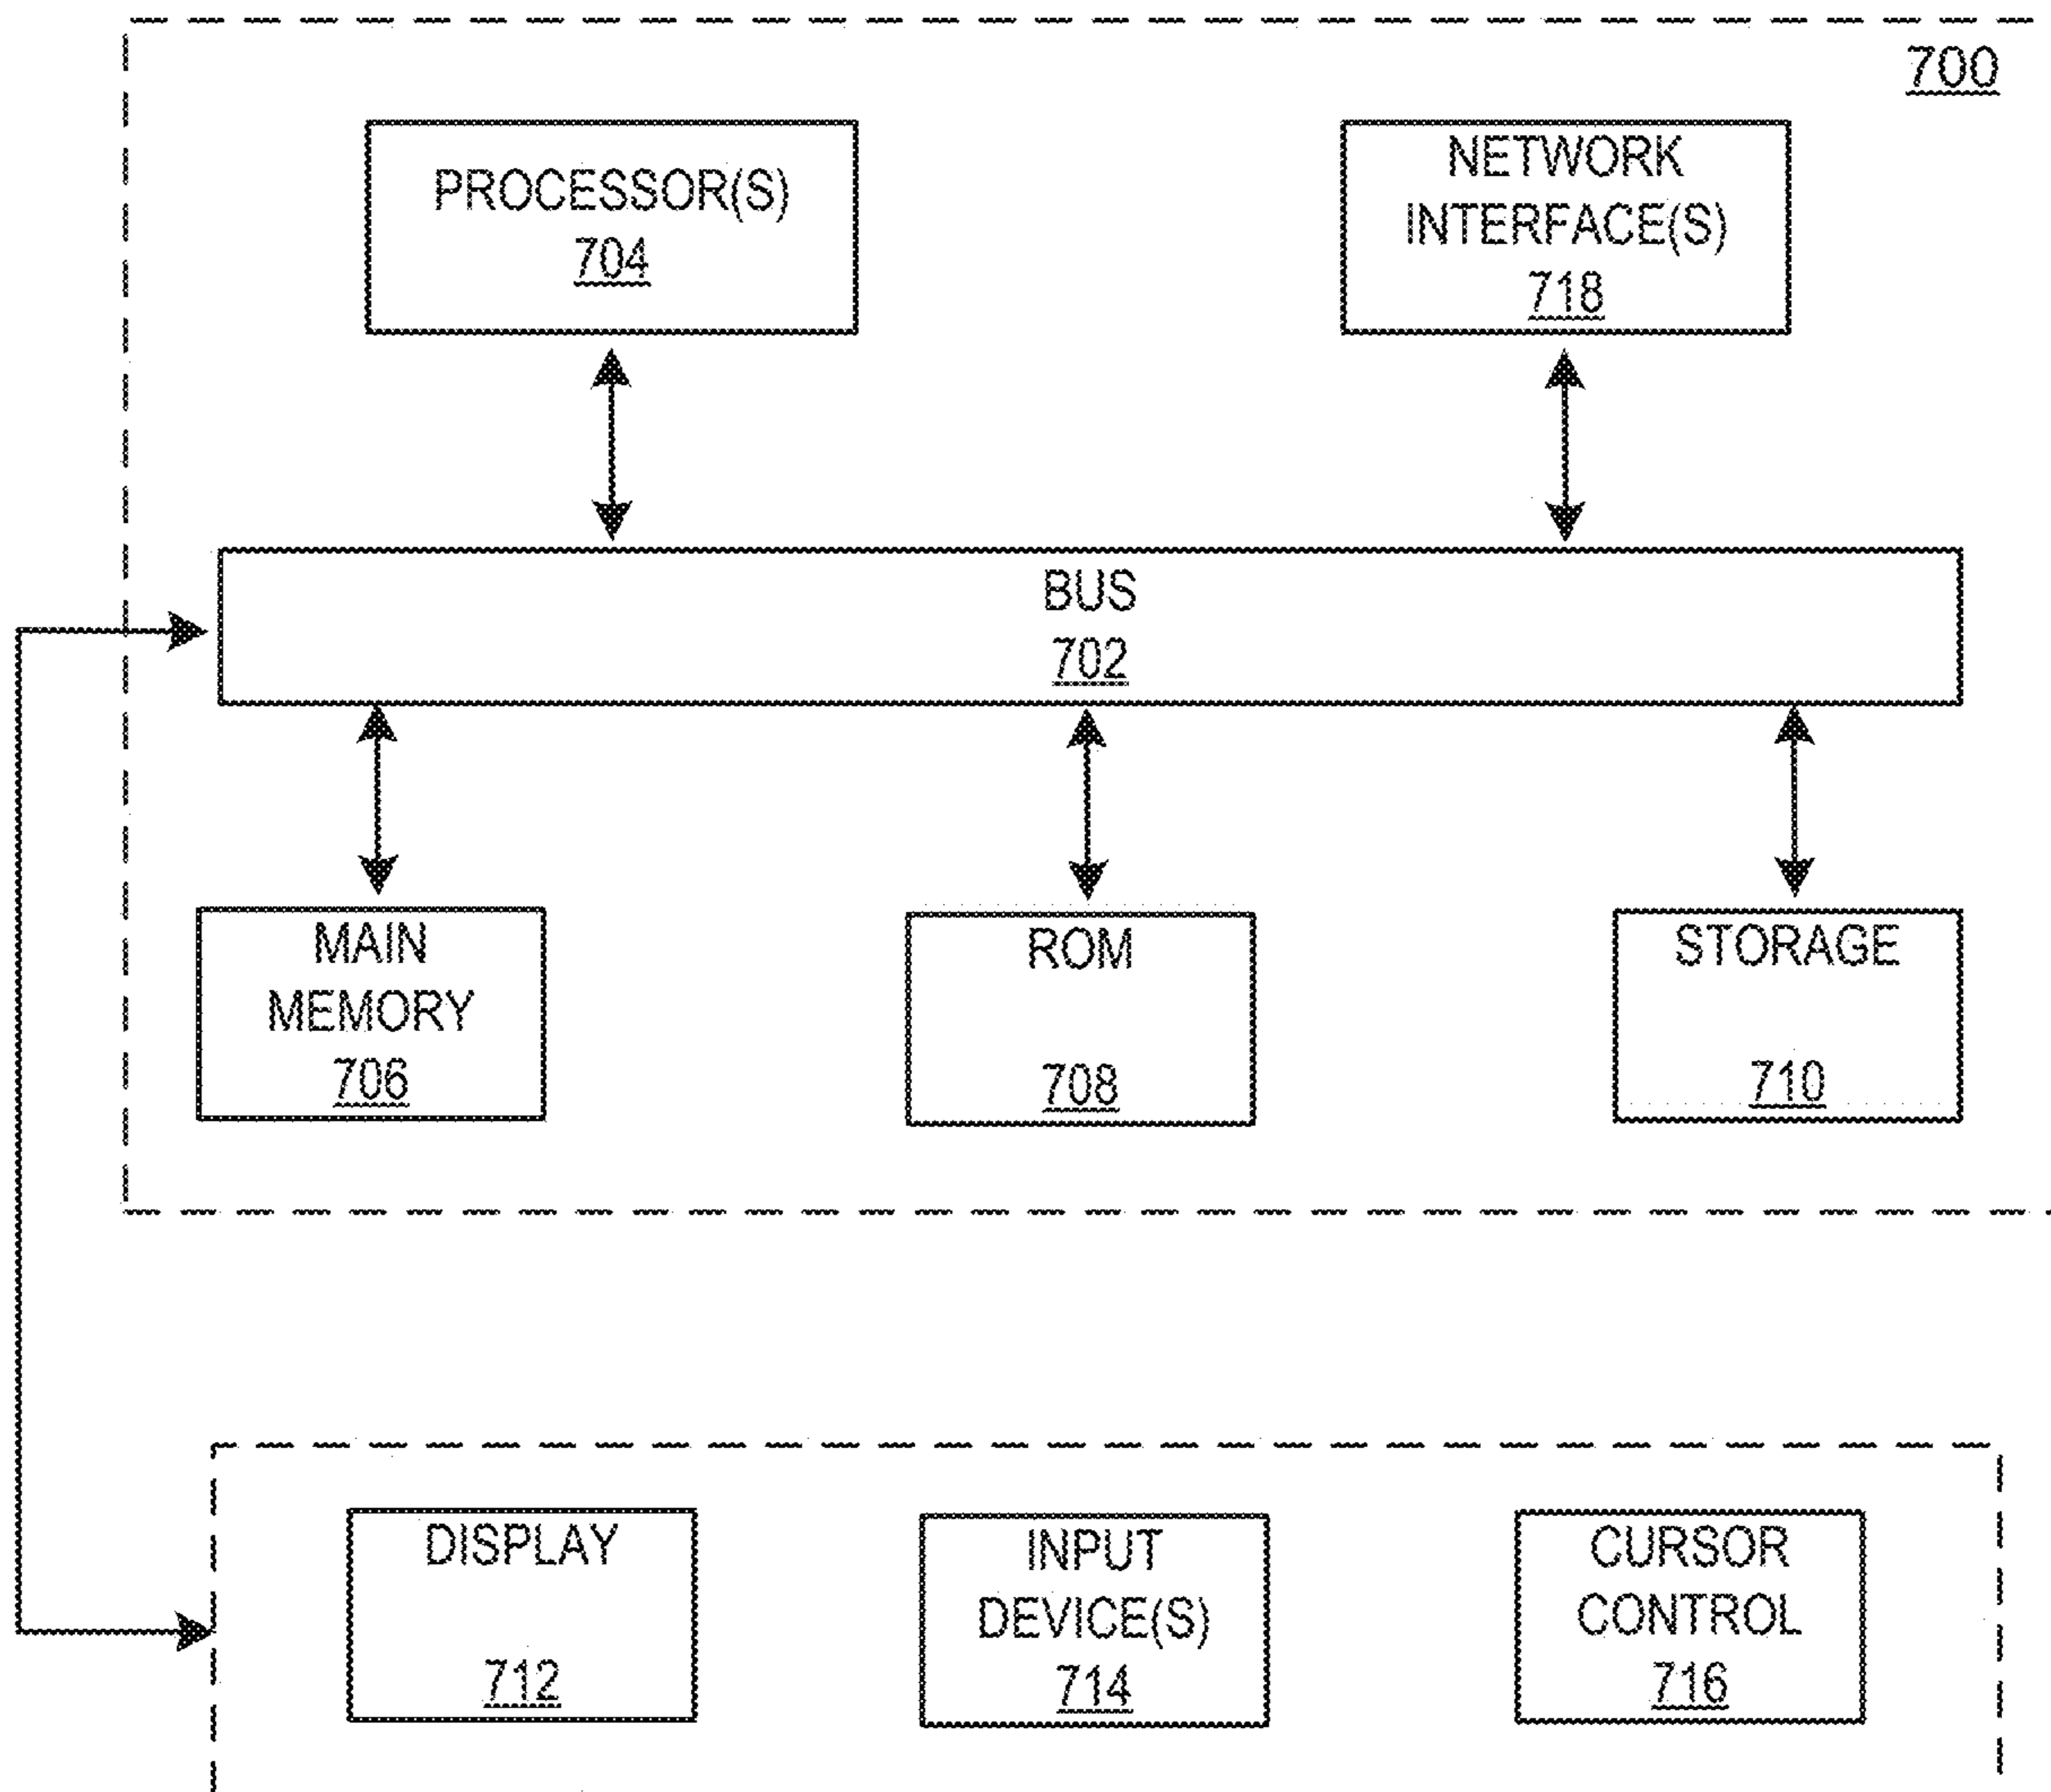 700
PROCESSOR(S)
704
NETWORK
INTERFACE(S)
718
BUS
702
MAIN
MEMORY
706
ROM
708
STORAGE
710
DISPLAY
712
INPUT
DEVICE(S)
714
CURSOR
CONTROL
716